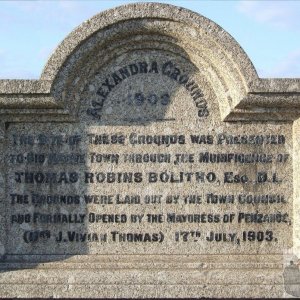 ALEXANDRA GROUNDS
1903
THE SITE OF THESE GROUNDS WAS PRESENTED
TO HIS NATIVE TOWN THROUGH THE MUNIFICENCE OF
THOMAS ROBINS BOLITHO, ESQ. D.L.
THE GROUNDS WERE LAID OUT BY THE TOWN COUNCIL
AND FORMALLY OPENED BY THE MAYORESS OF PENZANCE,
(MRS J. VIVIAN THOMAS) 17TH JULY, 1903.